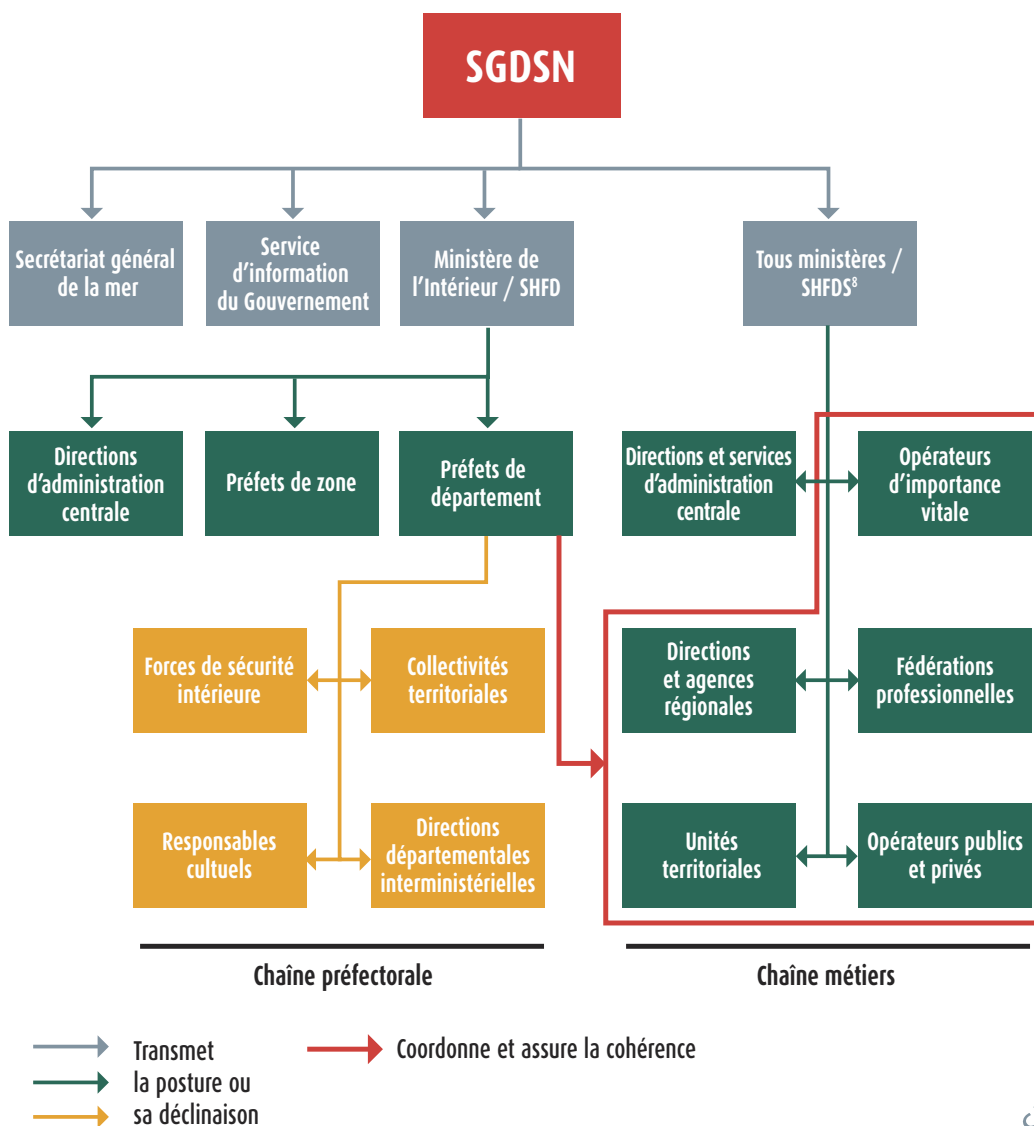 SGDSN
Secrétariat général
de la mer
Service
d'information
du Gouvernement
Ministère de
l'Intérieur / SHFD
Tous ministères /
SHFDS⁸
Directions
d'administration
centrale
Préfets de zone
Préfets de
département
Directions et services
d'administration
centrale
Opérateurs
d'importance
vitale
Forces de sécurité
intérieure
Collectivités
territoriales
Directions
et agences
régionales
Fédérations
professionnelles
Responsables
cultuels
Directions
départementales
interministérielles
Unités
territoriales
Opérateurs publics
et privés
Chaîne préfectorale
Chaîne métiers
Transmet
la posture ou
sa déclinaison
Coordonne et assure la cohérence